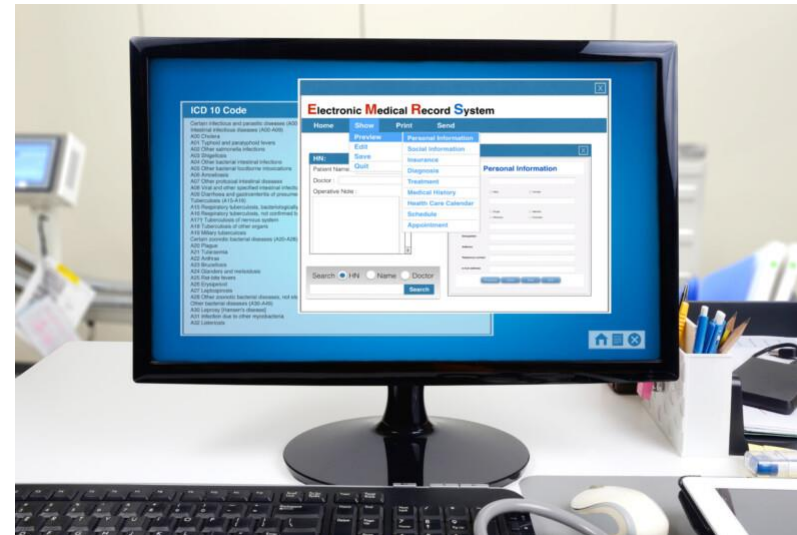 ICD 10 Code
Certain infectious and parasitic diseases (A00
Intestinal infectious diseases (A00-A09)
A00 Cholera
A01 Typhoid and paratyphoid fevers
A02 Other salmonella infections
A03 Shigellosis
A04 Other bacterial intestinal infections
A05 Other bacterial foodborne intoxications
A06 Amoebiasis
A07 Other protozoal intestinal diseases
A08 Viral and other specified intestinal infectio
A09 Diarrhoea and gastroenteritis of presume
Tuberculosis (A15-A19)
A15 Respiratory tuberculosis, bacteriologically
A16 Respiratory tuberculosis, not confirmed b
Tuberculosis of nervous system
A18 Tuberculosis of other organs
A19 Miliary tuberculosis
Certain zoonotic bacterial diseases (A20-A28)
A20 Plague
A21 Tularaemia
A22 Anthrax
A23 Brucellosis
A24 Glanders and melioidosis
A25 Rat-bite fevers
A26 Erysipeloid
A27 Leptospirosis
A28 Other zoonotic bacterial diseases, not
Other bacterial diseases (A30-A49)
A30 Leprosy [Hansen's disease]
A31 Infection due to other mycobacteria
A32 Listeriosis
X
Electronic Medical Record System
Home Show Print Send
Preview
Edit
Save
Quit
Personal Information
Social Information
Insurance
Diagnosis
Treatment
Medical History
Health Care Calendar
Schedule
Appointment
HN:
Patient Name
Doctor :
Operative Note :
Search HN Name Doctor
Search
X
Personal Information